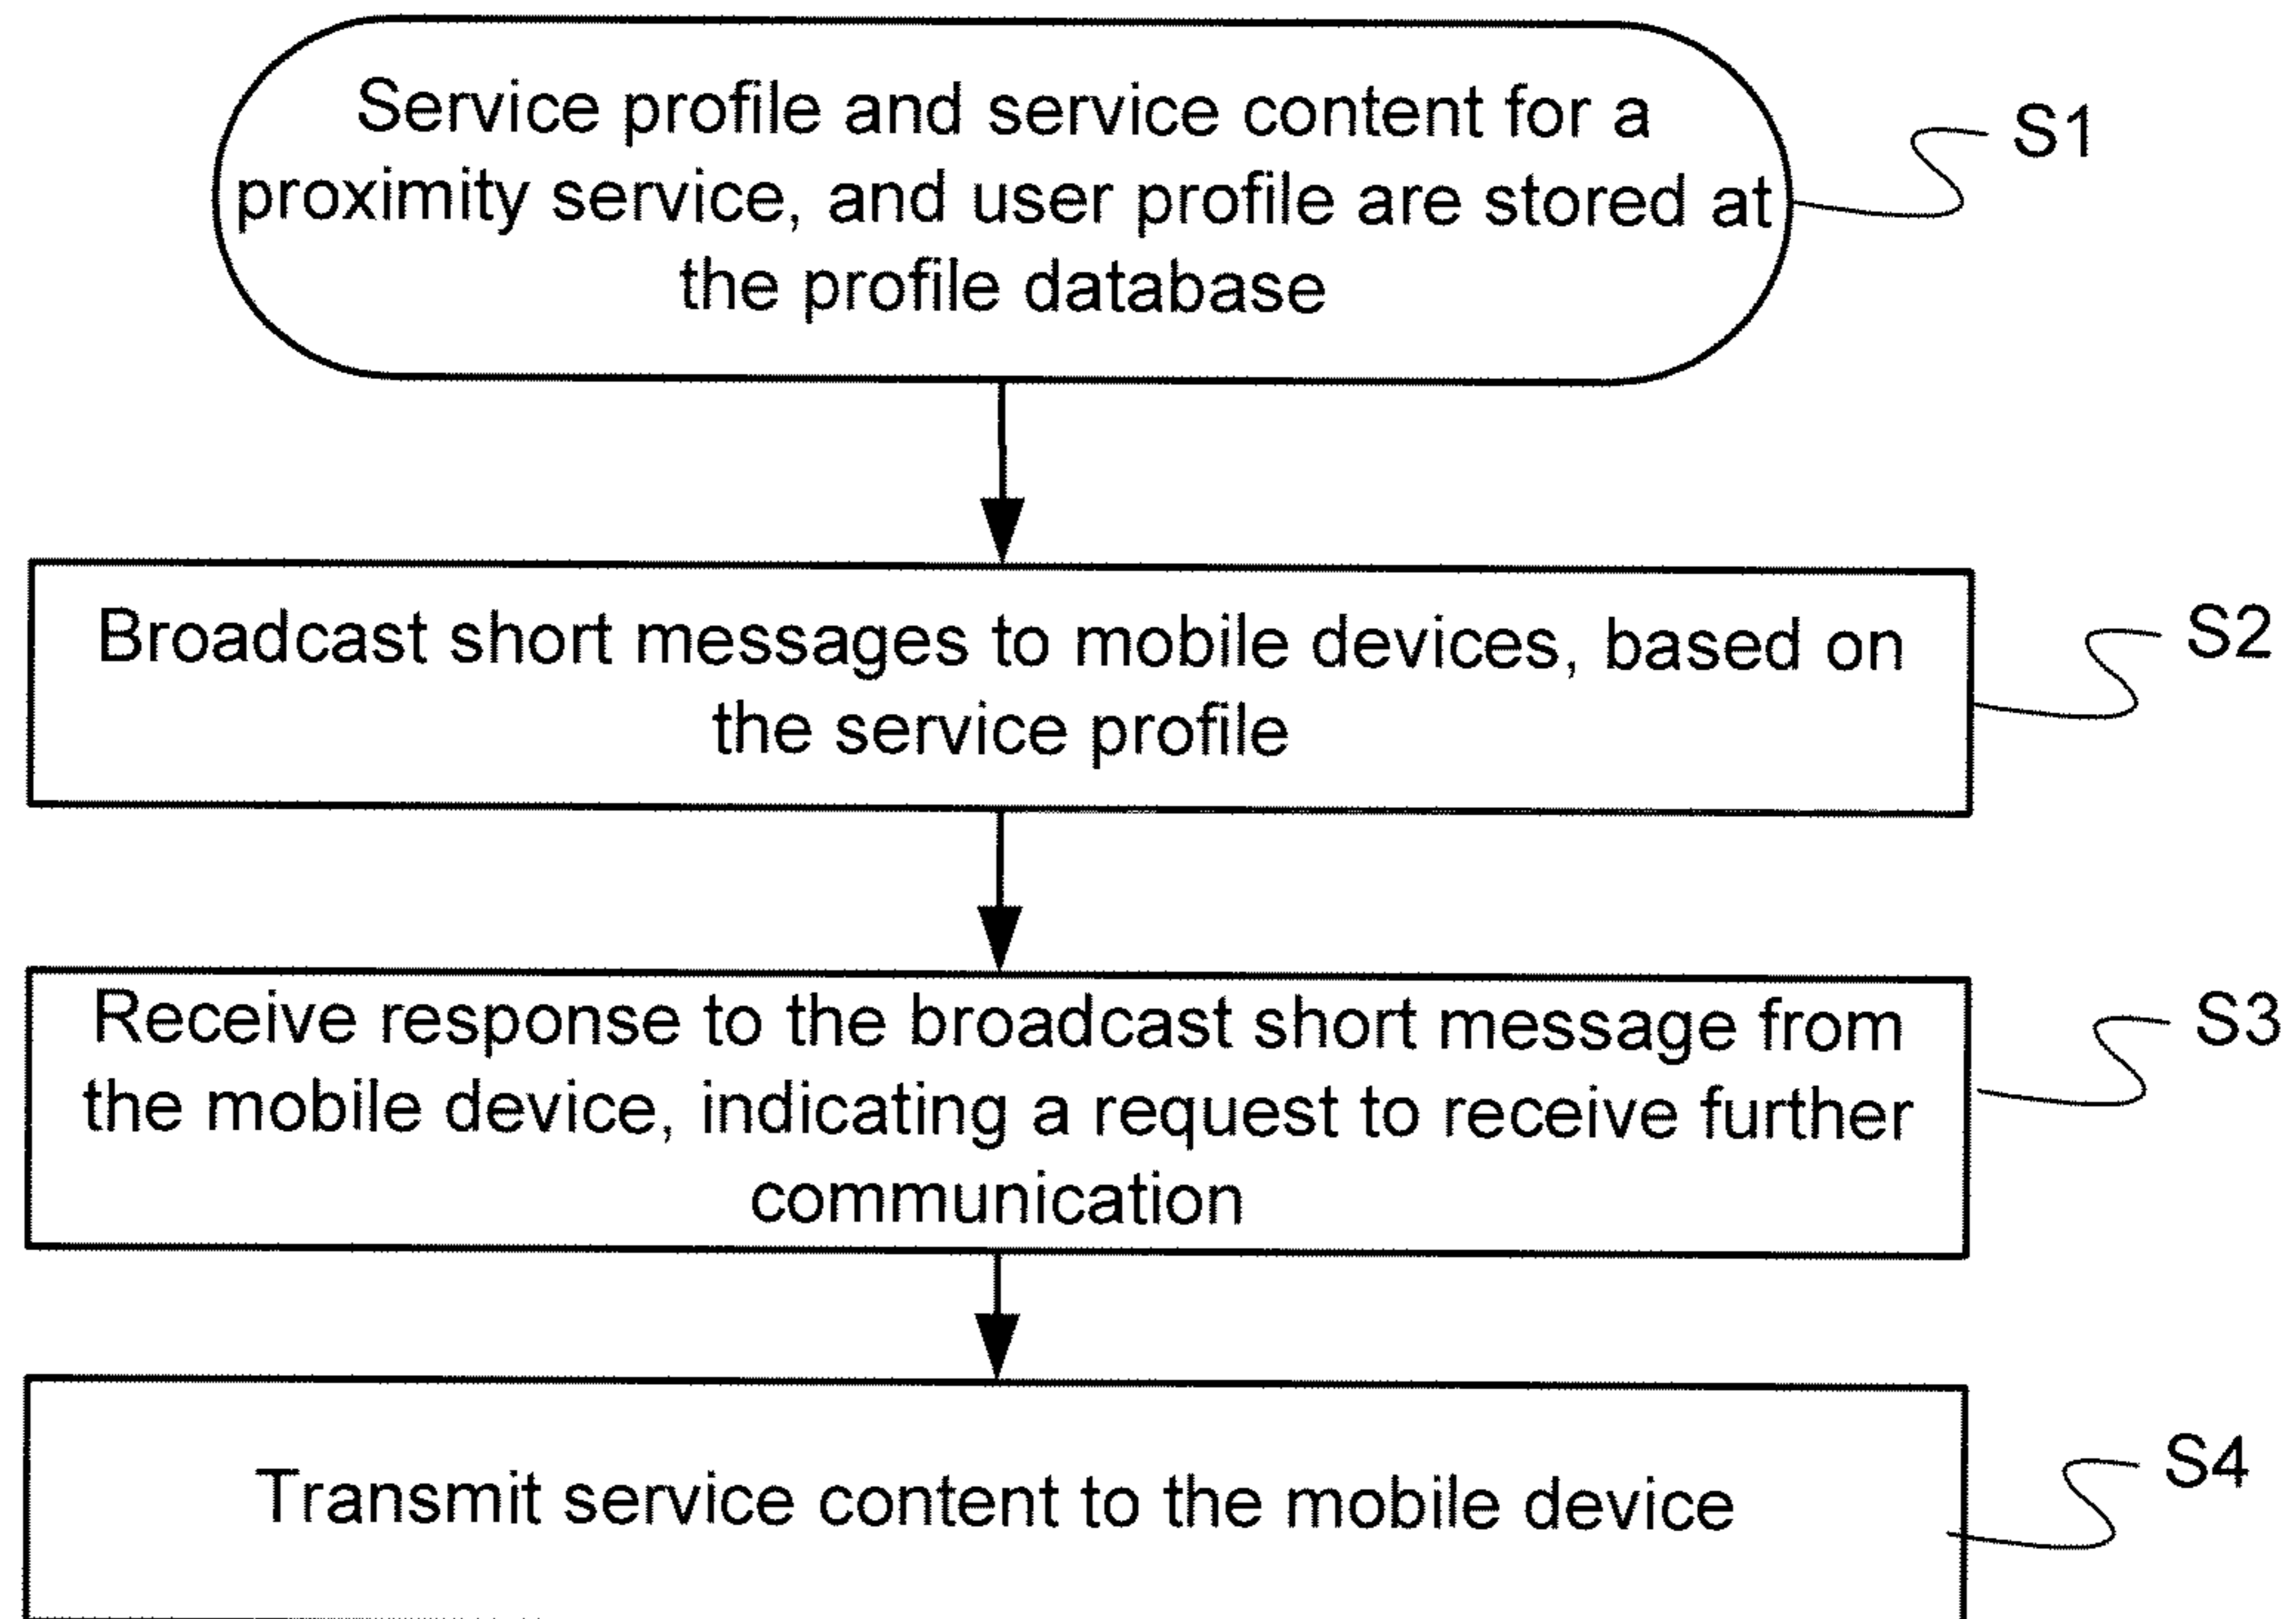 Service profile and service content for a
proximity service, and user profile are stored at
the profile database
S1
Broadcast short messages to mobile devices, based on
the service profile
S2
Receive response to the broadcast short message from
the mobile device, indicating a request to receive further
communication
S3
Transmit service content to the mobile device
S4